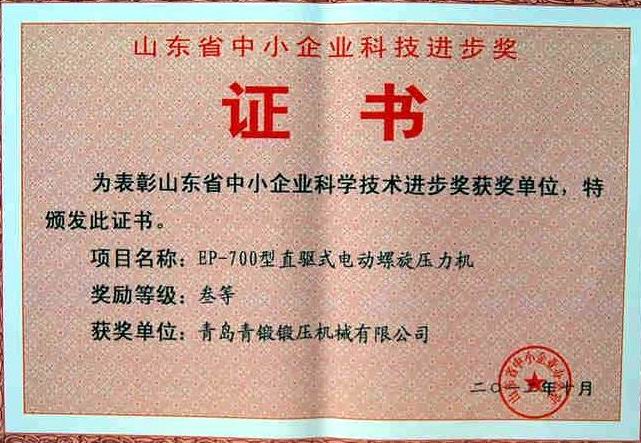 山东省中小企业科技进步奖
证书
为表彰山东省中小企业科学技术进步奖获奖单位，特
颁发此证书。
项目名称：EP-700型直驱式电动螺旋压力机
奖励等级：叁等
获奖单位：青岛青锻锻压机械有限公司
年十月